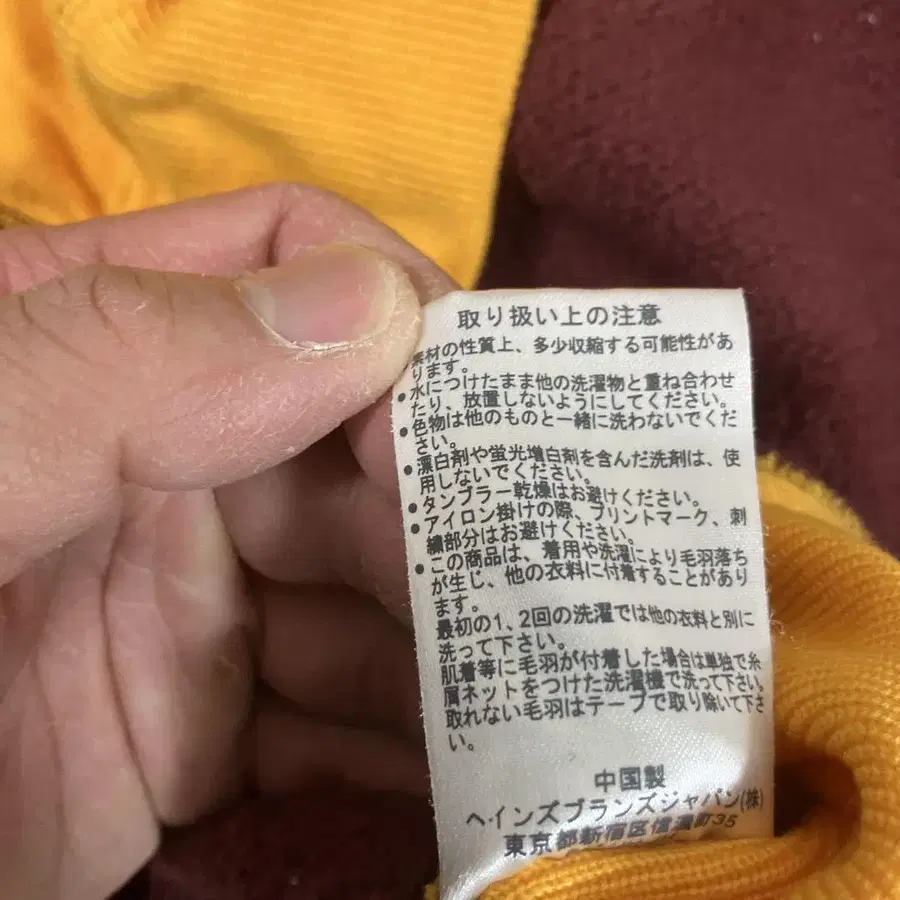 取り扱い上の注意
素材の性質上、多少収縮する可能性があ
ります。
●水につけたまま他の洗濯物と重ね合わせ
たり、放置しないようにしてください。
●色物は他のものと一緒に洗わないでくだ
さい。
●漂白剤や蛍光増白剤を含んだ洗剤は、使
用しないでください。
●タンブラー乾燥はお避けください。
●アイロン掛けの際、プリントマーク、刺
繍部分はお避けください。
●この商品は、着用や洗濯により毛羽落ち
が生じ、他の衣料に付着することがあり
ます。
最初の1、2回の洗濯では他の衣料と別に
洗って下さい。
肌着等に毛羽が付着した場合は単独で糸
屑ネットをつけた洗濯機で洗って下さい。
取れない毛羽はテープで取り除いて下さ
い。
中国製
ヘインズブランズジャパン(株)
東京都新宿区信濃町35